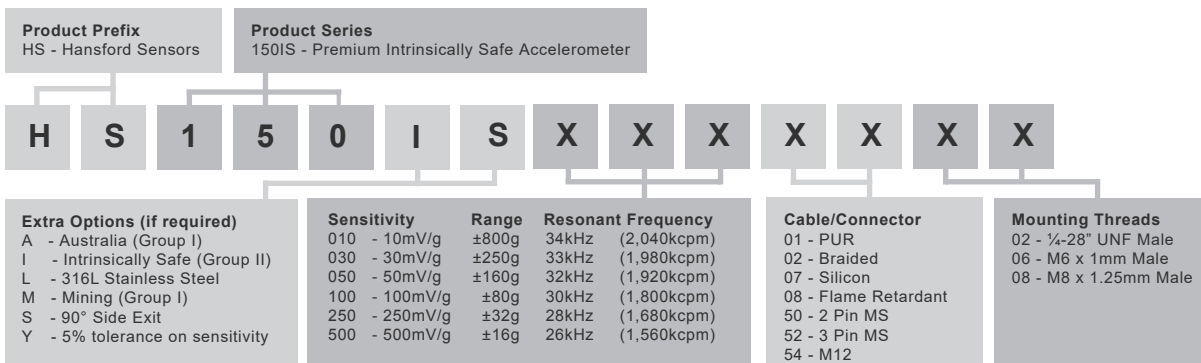 Product Prefix
HS - Hansford Sensors
Product Series
150IS - Premium Intrinsically Safe Accelerometer
H S 1 5 0 I S X X X X X X X
Extra Options (if required)
A - Australia (Group I)
I - Intrinsically Safe (Group II)
L - 316L Stainless Steel
M - Mining (Group I)
S - 90° Side Exit
Y - 5% tolerance on sensitivity
Sensitivity Range Resonant Frequency
010 - 10mV/g ±800g 34kHz (2,040kcpm)
030 - 30mV/g ±250g 33kHz (1,980kcpm)
050 - 50mV/g ±160g 32kHz (1,920kcpm)
100 - 100mV/g ±80g 30kHz (1,800kcpm)
250 - 250mV/g ±32g 28kHz (1,680kcpm)
500 - 500mV/g ±16g 26kHz (1,560kcpm)
Cable/Connector
01 - PUR
02 - Braided
07 - Silicon
08 - Flame Retardant
50 - 2 Pin MS
52 - 3 Pin MS
54 - M12
Mounting Threads
02 - ¼-28” UNF Male
06 - M6 x 1mm Male
08 - M8 x 1.25mm Male